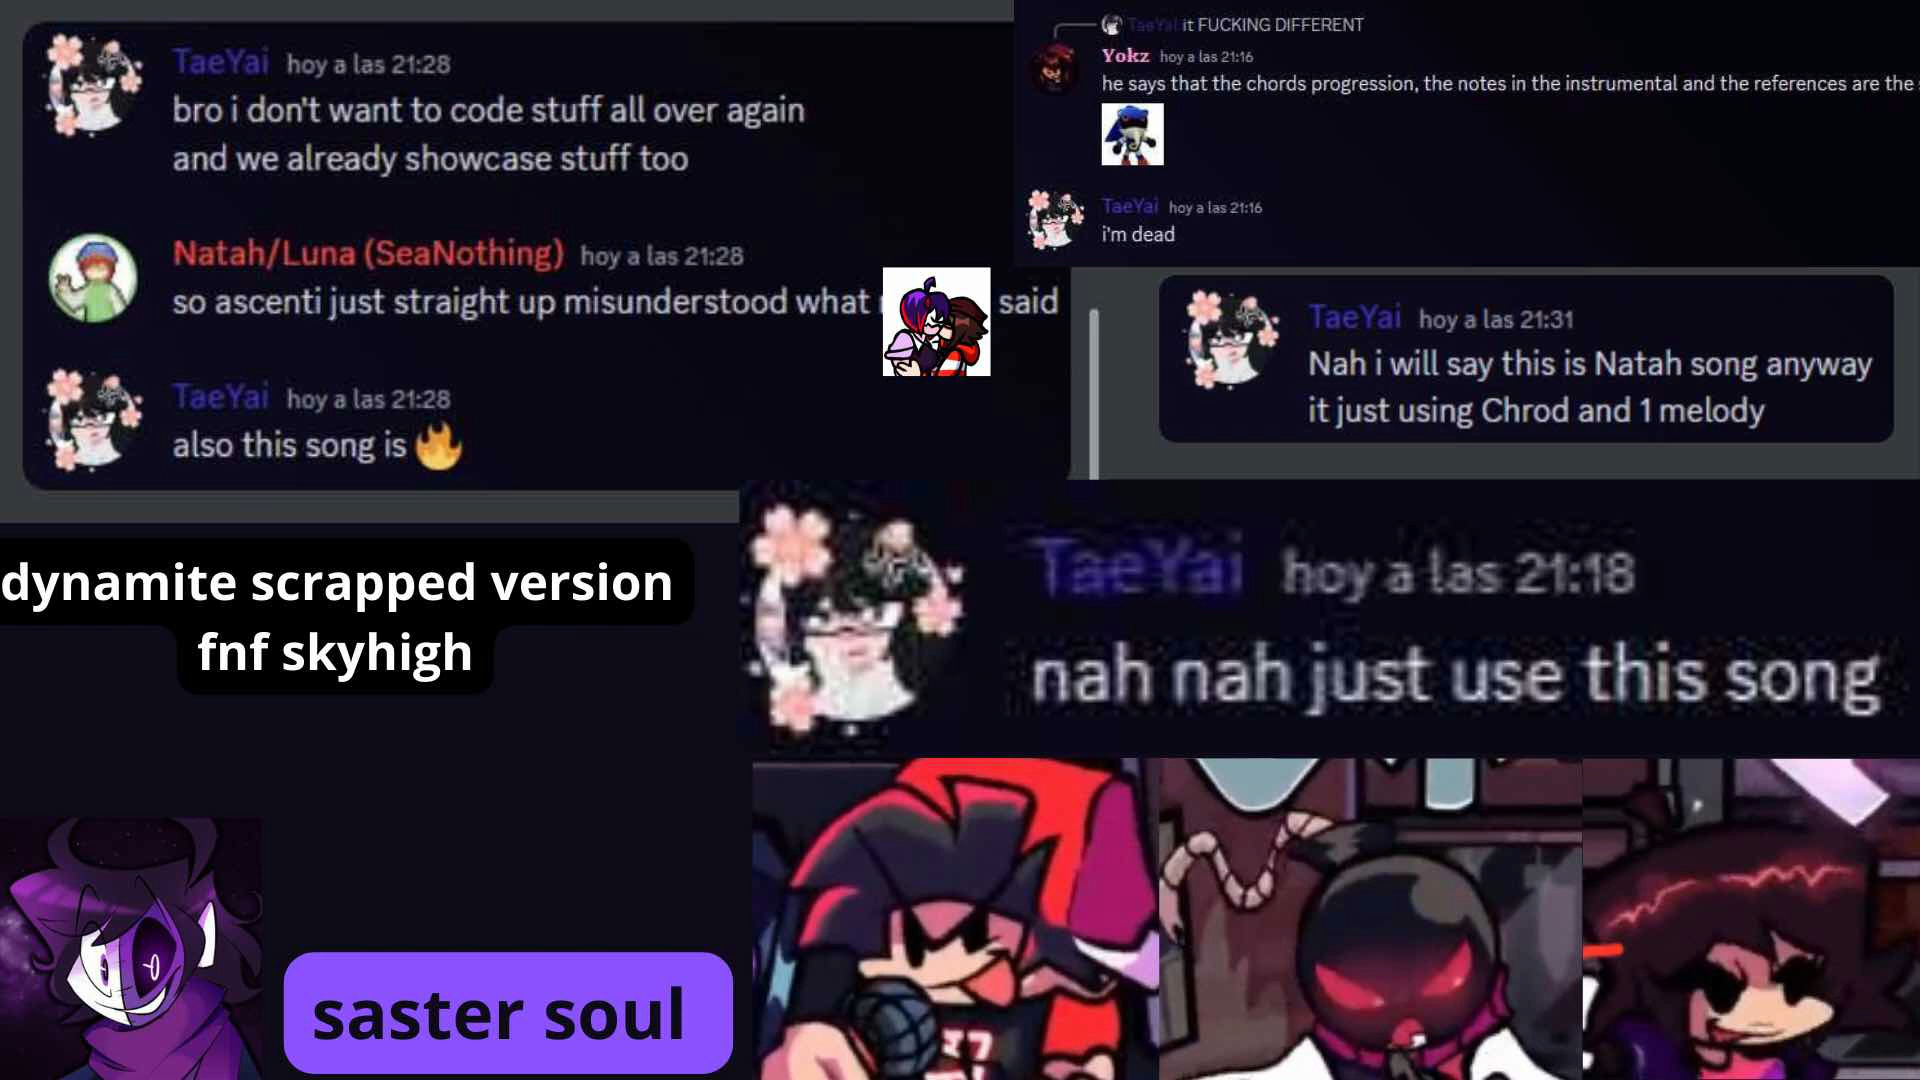 TaeYai hoy a las 21:28
bro i don't want to code stuff all over again
and we already showcase stuff too
Natah/Luna (SeaNothing) hoy a las 21:28
so ascenti just straight up misunderstood what said
TaeYai hoy a las 21:28
also this song is
TaeYai it FUCKING DIFFERENT
Yokz hoy a las 21:16
he says that the chords progression, the notes in the instrumental and the references are the
TaeYai hoy a las 21:16
i'm dead
TaeYai hoy a las 21:31
Nah i will say this is Natah song anyway
it just using Chrod and 1 melody
dynamite scrapped version
fnf skyhigh
TaeYai hoy a las 21:18
nah nah just use this song
saster soul